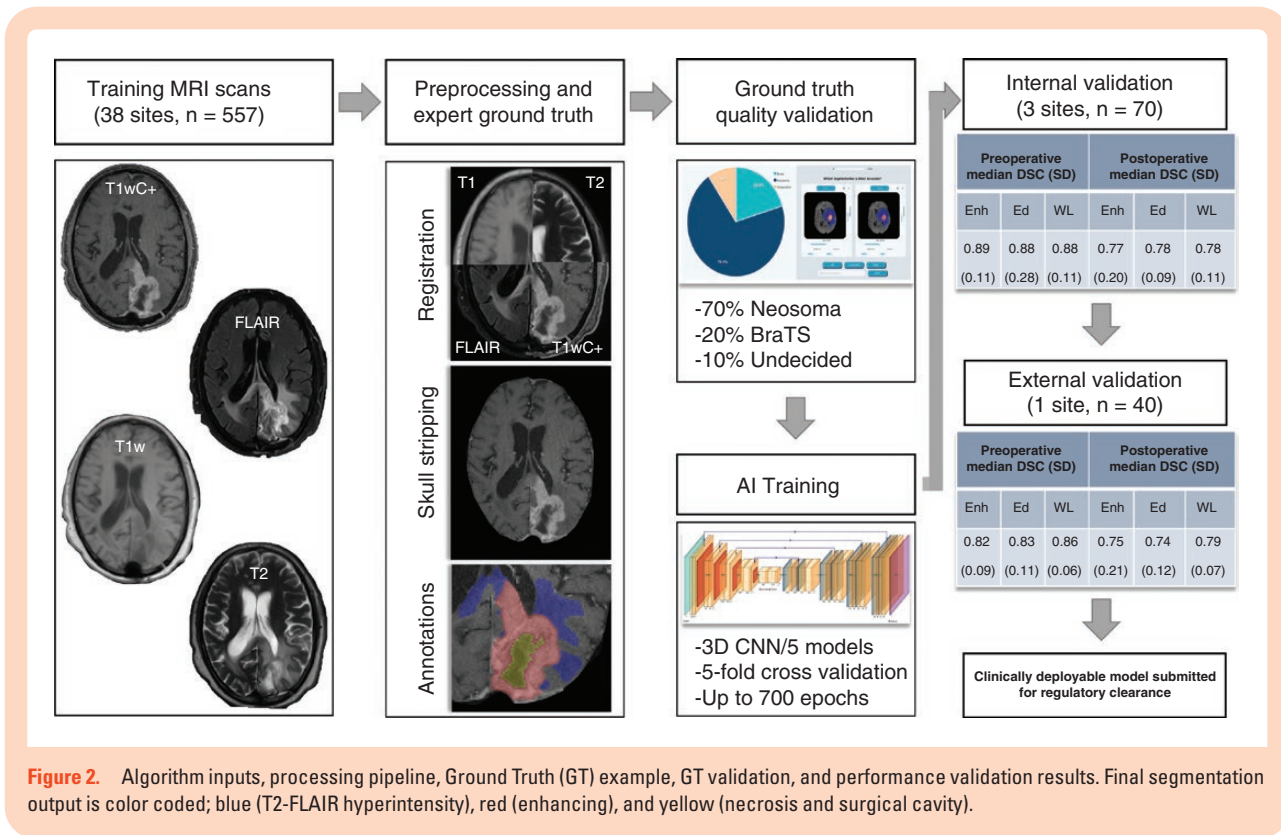 Training MRI scans
(38 sites, n = 557)
T1wC+
FLAIR
T1w
T2
Preprocessing and
expert ground truth
Registration
T1
T2
FLAIR
T1wC+
Skull stripping
Annotations
Ground truth
quality validation
-70% Neosoma
-20% BraTS
-10% Undecided
AI Training
-3D CNN/5 models
-5-fold cross validation
-Up to 700 epochs
Internal validation
(3 sites, n = 70)
Preoperative Postoperative
median DSC (SD) median DSC (SD)
Enh Ed WL Enh Ed WL
0.89 0.88 0.88 0.77 0.78 0.78
(0.11) (0.28) (0.11) (0.20) (0.09) (0.11)
External validation
(1 site, n = 40)
Preoperative Postoperative
median DSC (SD) median DSC (SD)
Enh Ed WL Enh Ed WL
0.82 0.83 0.86 0.75 0.74 0.79
(0.09) (0.11) (0.06) (0.21) (0.12) (0.07)
Clinically deployable model submitted
for regulatory clearance
Figure 2. Algorithm inputs, processing pipeline, Ground Truth (GT) example, GT validation, and performance validation results. Final segmentation
output is color coded; blue (T2-FLAIR hyperintensity), red (enhancing), and yellow (necrosis and surgical cavity).